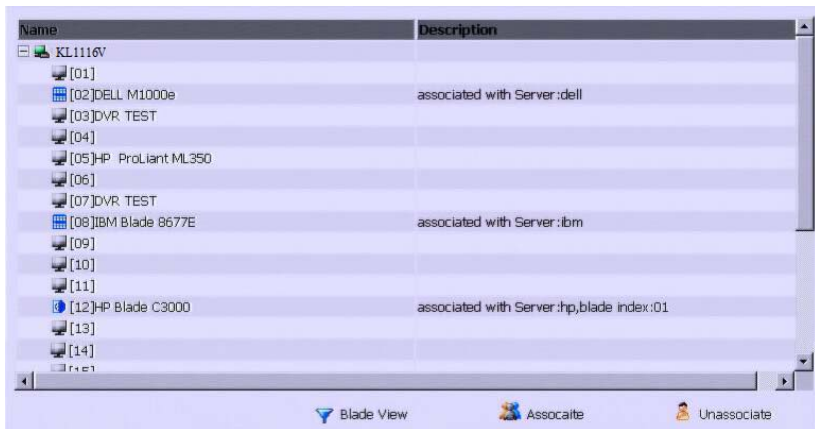 Name Description
KL1116V
[01]
[02]DELL M1000e associated with Server:dell
[03]DVR TEST
[04]
[05]HP ProLiant ML350
[06]
[07]DVR TEST
[08]IBM Blade 8677E associated with Server:ibm
[09]
[10]
[11]
[12]HP Blade C3000 associated with Server:hp,blade index:01
[13]
[14]
[15]
Blade View Assocaite Unassociate